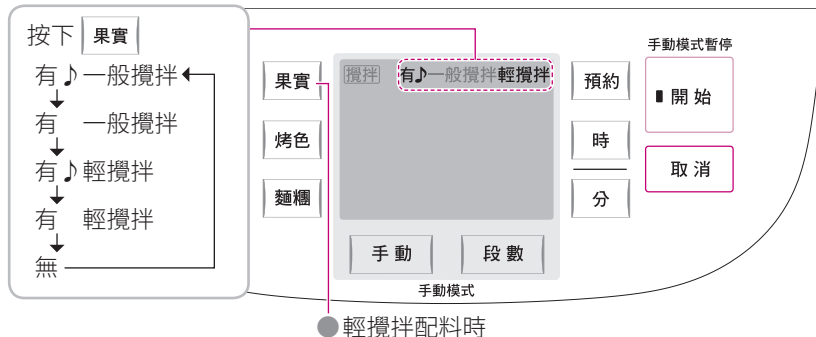 按下 果實
有♪一般攪拌
有 一般攪拌
有♪輕攪拌
有 輕攪拌
無
果實
烤色
麵糰
攪拌 有♪一般攪拌輕攪拌
手動
段數
手動模式
預約
時
分
手動模式暫停
開始
取消
●輕攪拌配料時